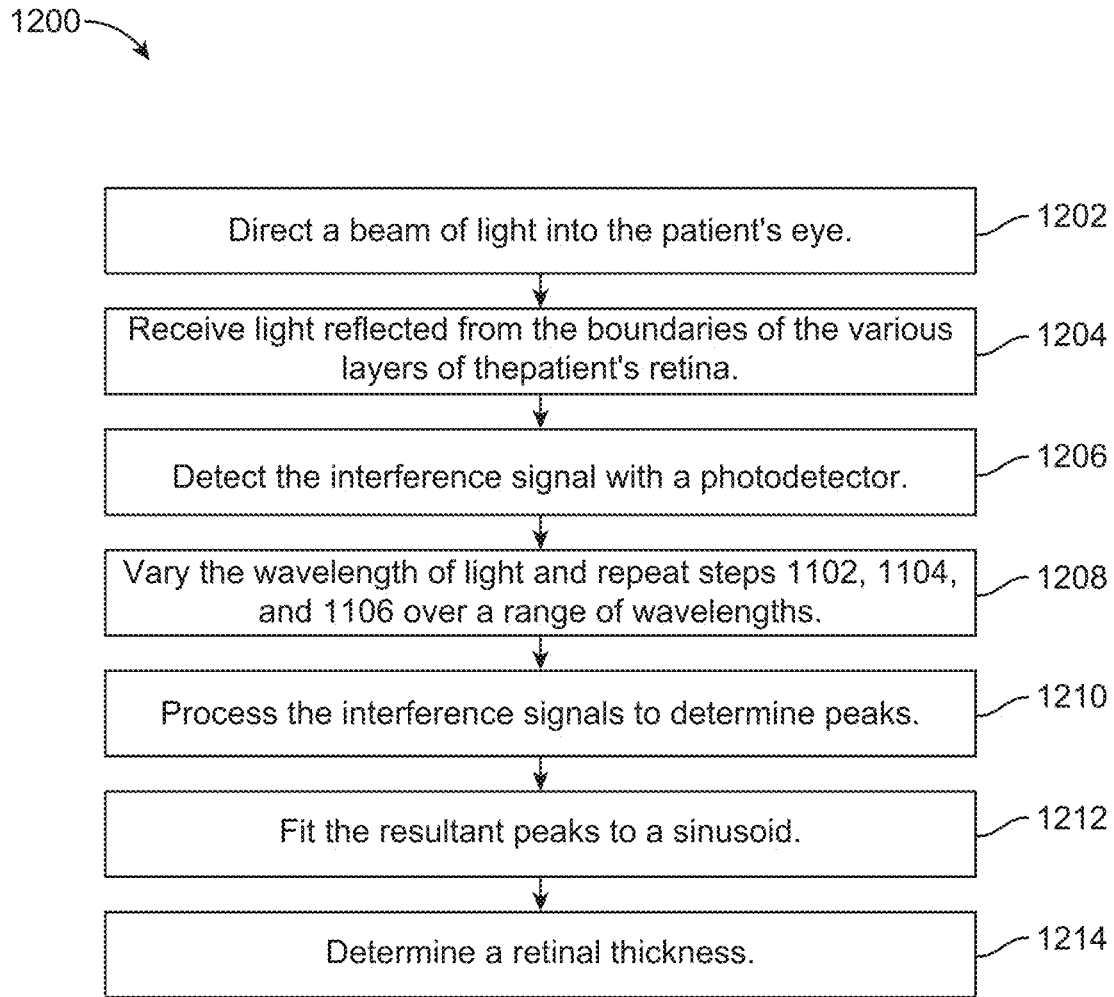 1200
Direct a beam of light into the patient's eye.
1202
Receive light reflected from the boundaries of the various
layers of thepatient's retina.
1204
Detect the interference signal with a photodetector.
1206
Vary the wavelength of light and repeat steps 1102, 1104,
and 1106 over a range of wavelengths.
1208
Process the interference signals to determine peaks.
1210
Fit the resultant peaks to a sinusoid.
1212
Determine a retinal thickness.
1214